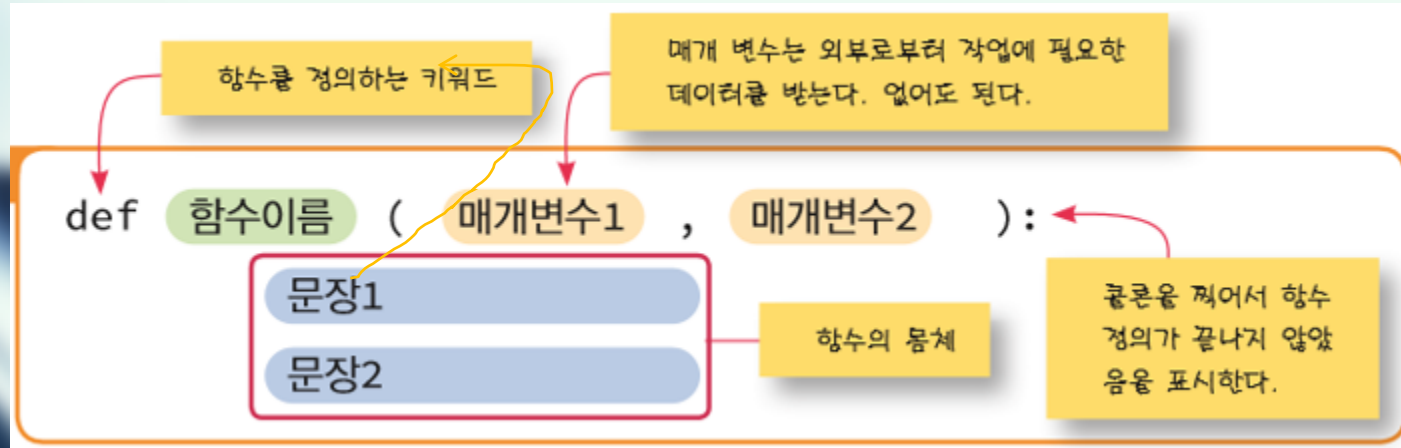 매개 변수는 외부로부터 작업에 필요한
데이터를 받는다. 없어도 된다.
함수를 정의하는 키워드
def 함수이름 ( 매개변수1 , 매개변수2 ):
문장1
문장2
함수의 몸체
콜론을 찍어서 함수
정의가 끝나지 않았
음을 표시한다.